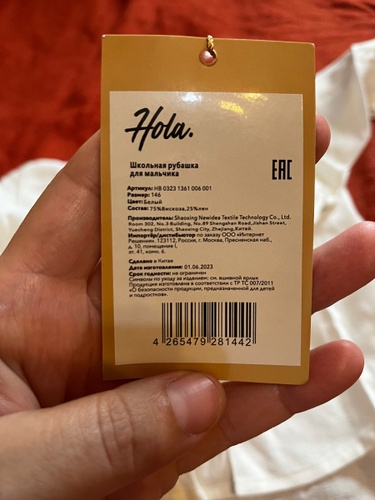 Hola.
Школьная рубашка
для мальчика
EAC
Артикул: HB 0323 1361 006 001
Размер: 146
Цвет: Белый
Состав: 75%Вискоза,25%лен
Производитель: Shaoxing Newidea Textile Technology Co., Ltd.
Room 302, No.3 Building, No.89 Shengshan Road,Jishan Street,
Yuecheng District, Shaoxing City, Zhejiang,Китай.
Импортёр/дистрибьютор по заказу ООО «Интернет
Решения», 123112, Россия, г. Москва, Пресненская наб.,
д. 10, помещение I,
эт. 41, комн. 6.
Сделано в Китае
Дата изготовления: 01.06.2023
Срок годности: не ограничен
Символы по уходу за изделием: см. вшивной ярлык
Продукция изготовлена в соответствии с ТР ТС 007/2011
«О безопасности продукции, предназначенной для детей
и подростков».
4 265479 281442